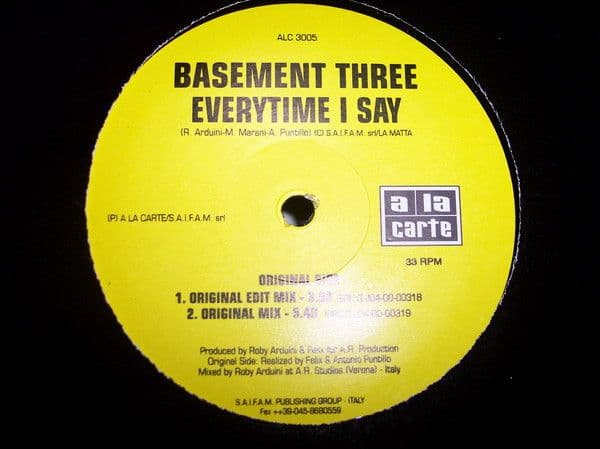 ALC 3005
BASEMENT THREE
EVERYTIME I SAY
(R. Arduini-M. Marani-A. Puntillo) (C) S.A.I.F.A.M. srl/LA MATTA
(P) A LA CARTE/S.A.I.F.A.M. srl
a la
carte
33 RPM
ORIGINAL SIDE
1. ORIGINAL EDIT MIX
2. ORIGINAL MIX - 5.40
Produced by Roby Arduini & Felix for A.R. Production
Original Side: Realized by Felix & Antonio Puntillo
Mixed by Roby Arduini at A.R. Studios (Verona) - Italy
S.A.I.F.A.M. PUBLISHING GROUP - ITALY
Fax ++39-045-8680559